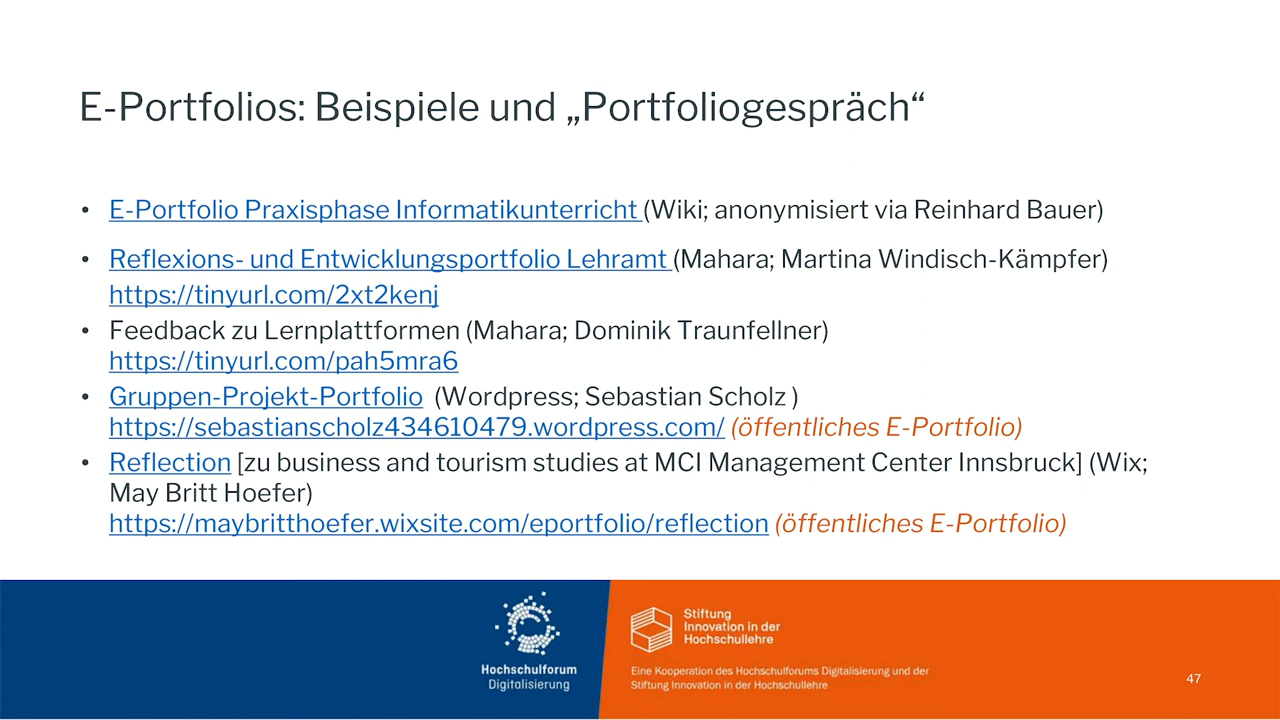 E-Portfolios: Beispiele und „Portfoliogespräch“
• E-Portfolio Praxisphase Informatikunterricht (Wiki; anonymisiert via Reinhard Bauer)
• Reflexions- und Entwicklungsportfolio Lehramt (Mahara; Martina Windisch-Kämpfer)
https://tinyurl.com/2xt2kenj
• Feedback zu Lernplattformen (Mahara; Dominik Traunfellner)
https://tinyurl.com/pah5mra6
• Gruppen-Projekt-Portfolio (Wordpress; Sebastian Scholz )
https://sebastianscholz434610479.wordpress.com/ (öffentliches E-Portfolio)
• Reflection [zu business and tourism studies at MCI Management Center Innsbruck] (Wix;
May Britt Hoefer)
https://maybritthoefer.wixsite.com/eportfolio/reflection (öffentliches E-Portfolio)
Hochschulforum
Digitalisierung
Stiftung
Innovation in der
Hochschullehre
Eine Kooperation des Hochschulforums Digitalisierung und der
Stiftung Innovation in der Hochschullehre
47